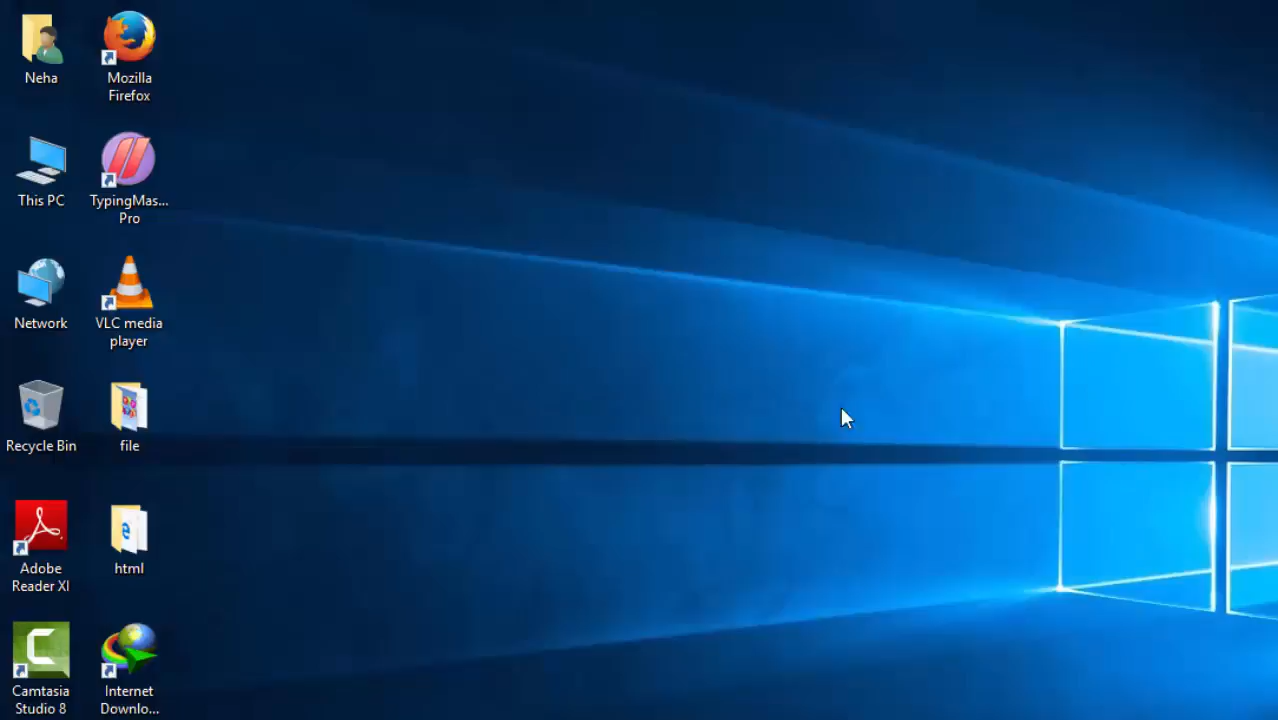 Neha
Mozilla
Firefox
This PC
TypingMas...
Pro
Network
VLC media
player
Recycle Bin
file
Adobe
Reader XI
html
Camtasia
Studio 8
Internet
Downlo...